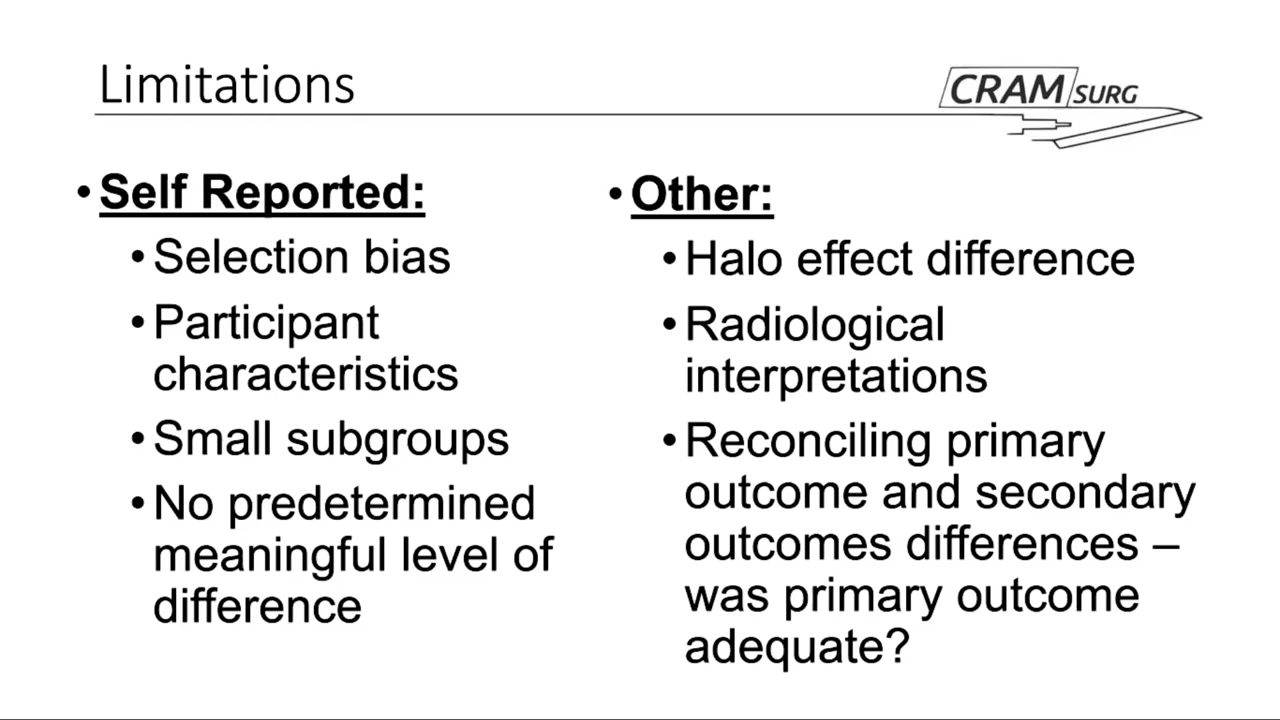 Limitations
CRAM SURG
• Self Reported:
• Selection bias
• Participant
characteristics
• Small subgroups
• No predetermined
meaningful level of
difference
• Other:
• Halo effect difference
• Radiological
interpretations
• Reconciling primary
outcome and secondary
outcomes differences –
was primary outcome
adequate?